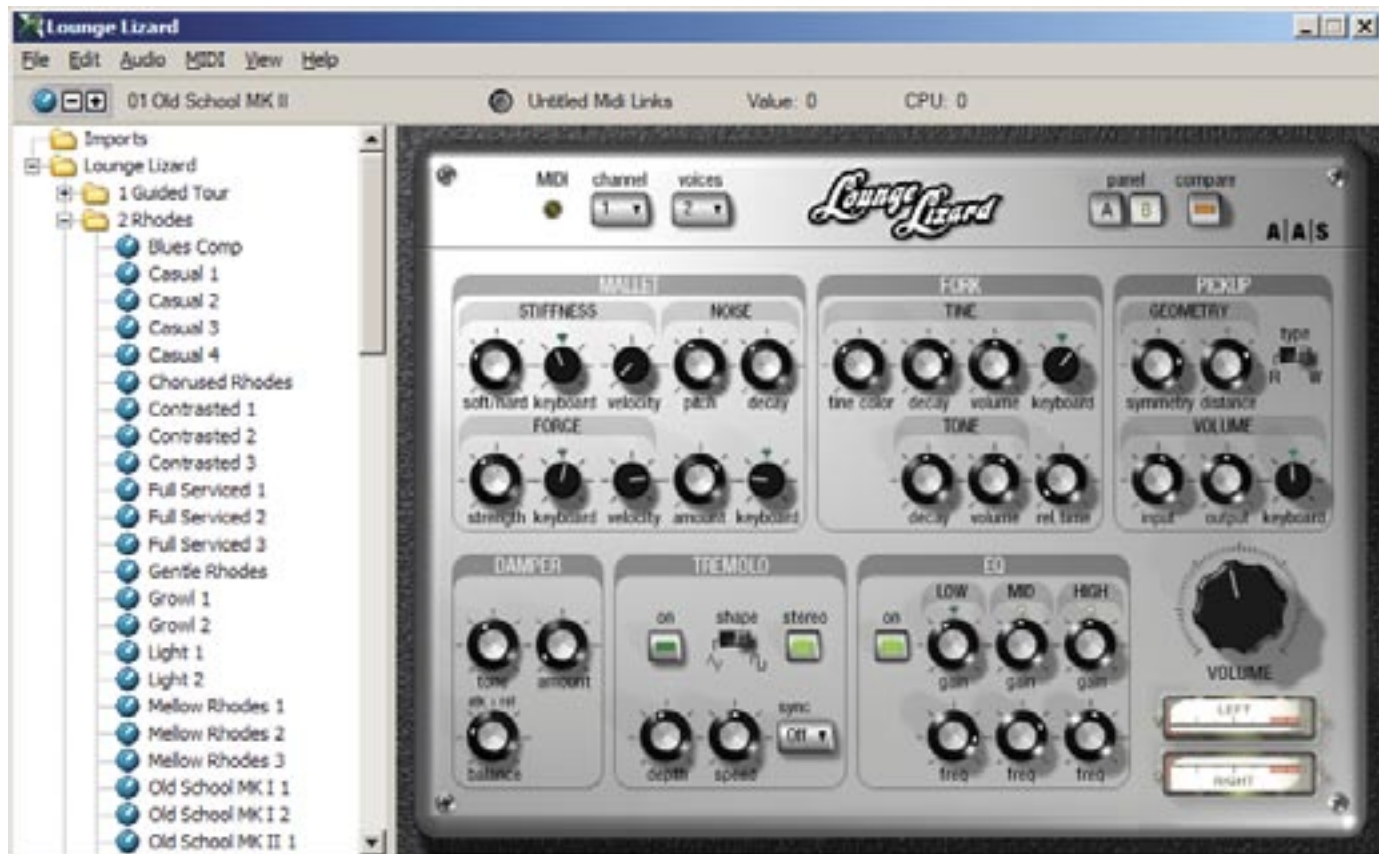 Lounge Lizard
File Edit Audio MIDI View Help
01 Old School MK II Untitled Midi Links Value: 0 CPU: 0
Imports
Lounge Lizard
1 Guided Tour
2 Rhodes
Blues Comp
Casual 1
Casual 2
Casual 3
Casual 4
Chorused Rhodes
Contrasted 1
Contrasted 2
Contrasted 3
Full Serviced 1
Full Serviced 2
Full Serviced 3
Gentle Rhodes
Growl 1
Growl 2
Light 1
Light 2
Mellow Rhodes 1
Mellow Rhodes 2
Mellow Rhodes 3
Old School MK I 1
Old School MK I 2
Old School MK II 1
MIDI channel voices panel compare
1 2 Lounge Lizard A B
A|A|S
MALLET FORK PICKUP
STIFFNESS NOISE TINE GEOMETRY
type
R W
soft/hard keyboard velocity pitch decay tine color decay volume keyboard symmetry distance
FORCE TONE VOLUME
strength keyboard velocity amount keyboard decay volume rel. time input output keyboard
DAMPER TREMOLO EQ
LOW MID HIGH
on shape stereo on
tone amount gain gain gain
VOLUME
atk rel sync
Off
LEFT
balance depth speed freq freq freq
RIGHT